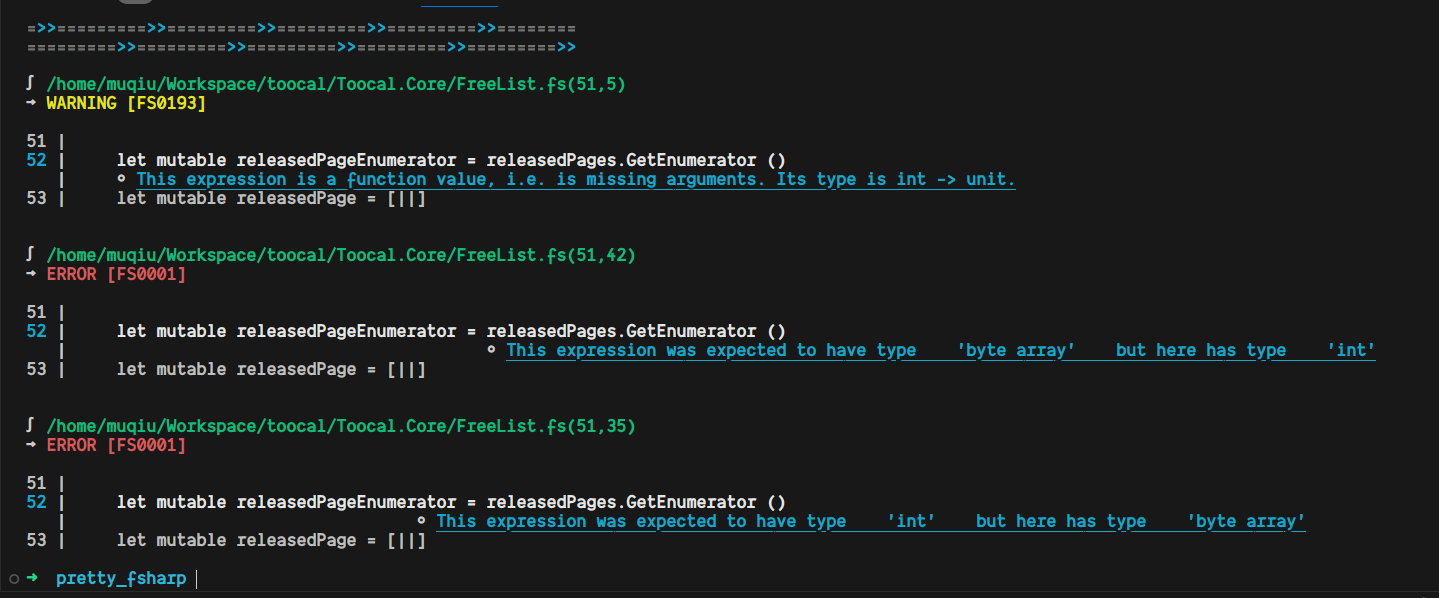 =>>=========>>=========>>=========>>=========>>========
=========>>=========>>=========>>=========>>=========>>
∫ /home/muqiu/Workspace/toocal/Toocal.Core/FreeList.fs(51,5)
→ WARNING [FS0193]
51 |
52 |     let mutable releasedPageEnumerator = releasedPages.GetEnumerator ()
   |     ∘ This expression is a function value, i.e. is missing arguments. Its type is int -> unit.
53 |     let mutable releasedPage = [||]
∫ /home/muqiu/Workspace/toocal/Toocal.Core/FreeList.fs(51,42)
→ ERROR [FS0001]
51 |
52 |     let mutable releasedPageEnumerator = releasedPages.GetEnumerator ()
   |                                          ∘ This expression was expected to have type    'byte array'    but here has type    'int'
53 |     let mutable releasedPage = [||]
∫ /home/muqiu/Workspace/toocal/Toocal.Core/FreeList.fs(51,35)
→ ERROR [FS0001]
51 |
52 |     let mutable releasedPageEnumerator = releasedPages.GetEnumerator ()
   |                                   ∘ This expression was expected to have type    'int'    but here has type    'byte array'
53 |     let mutable releasedPage = [||]
○ ➜  pretty_fsharp